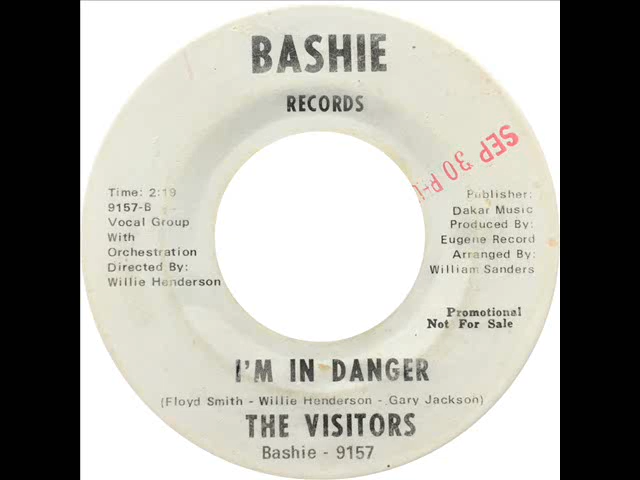 BASHIE
RECORDS
SEP 30 P
Time: 2:19
9157-B
Vocal Group
With
Orchestration
Directed By:
Willie Henderson
Publisher:
Dakar Music
Produced By:
Eugene Record
Arranged By:
William Sanders
Promotional
Not For Sale
I'M IN DANGER
(Floyd Smith - Willie Henderson - Gary Jackson)
THE VISITORS
Bashie - 9157